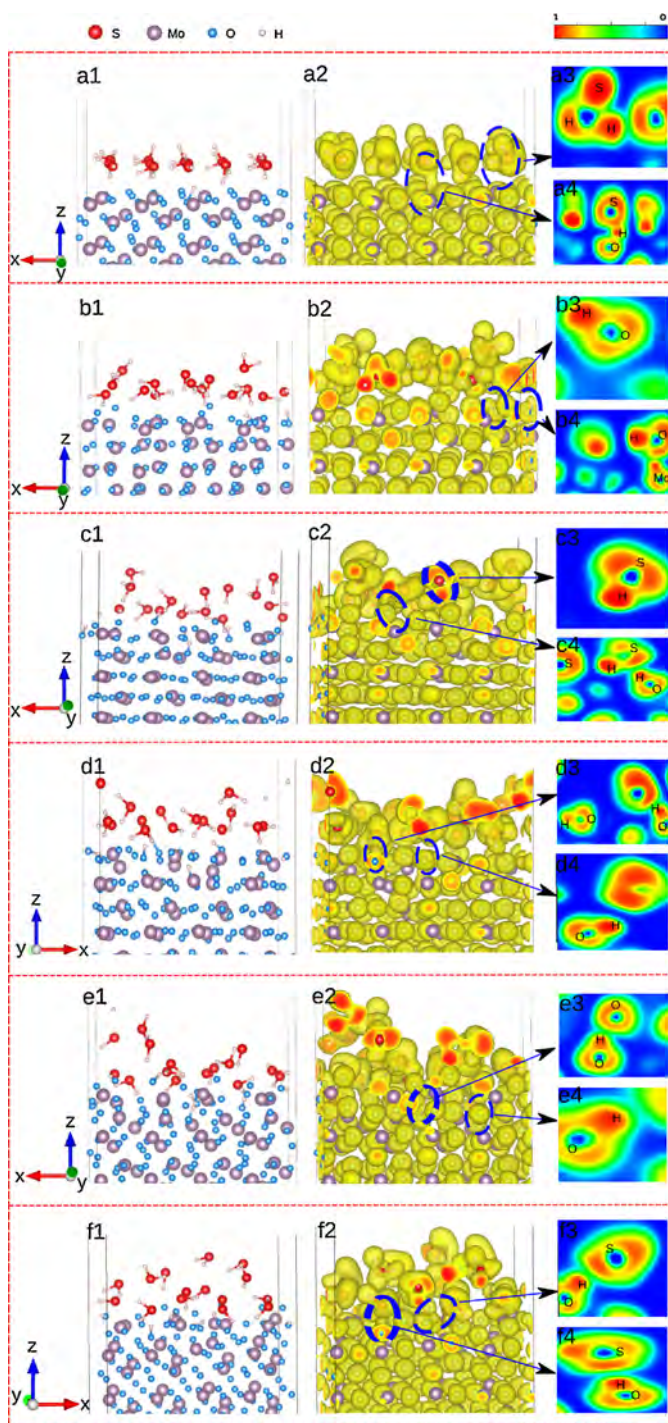 S Mo O H 1 0
a1 a2 a3
S
H H
a4
S
H
O
z
x
y
b1 b2 b3
H
O
b4
H O
Mo
z
x
y
c1 c2 c3
S
H
c4
S S
H H
O
z
x
y
d1 d2 d3
H O O
d4
O H
z
y x
e1 e2 e3
O
H
O
e4
H
O
z
x
y
f1 f2 f3
S
H
O
f4
S
H
O
z
y
x